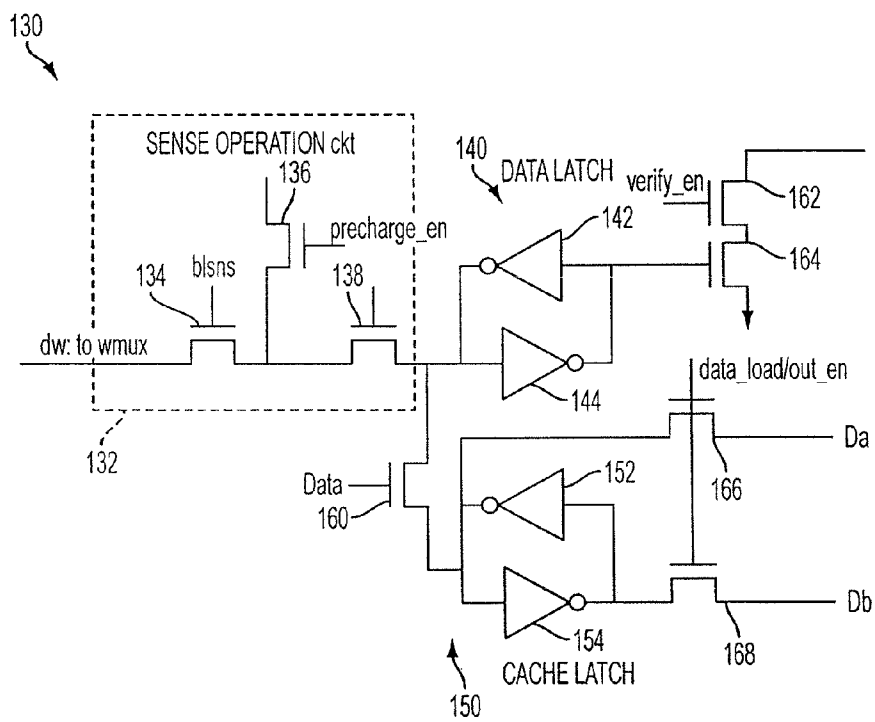 130
SENSE OPERATION ckt
136
precharge_en
134
blsns
138
dw: to wmux
132
140
DATA LATCH
142
144
verify_en
162
164
data_load/out_en
Da
166
Data
160
152
154
Db
168
CACHE LATCH
150